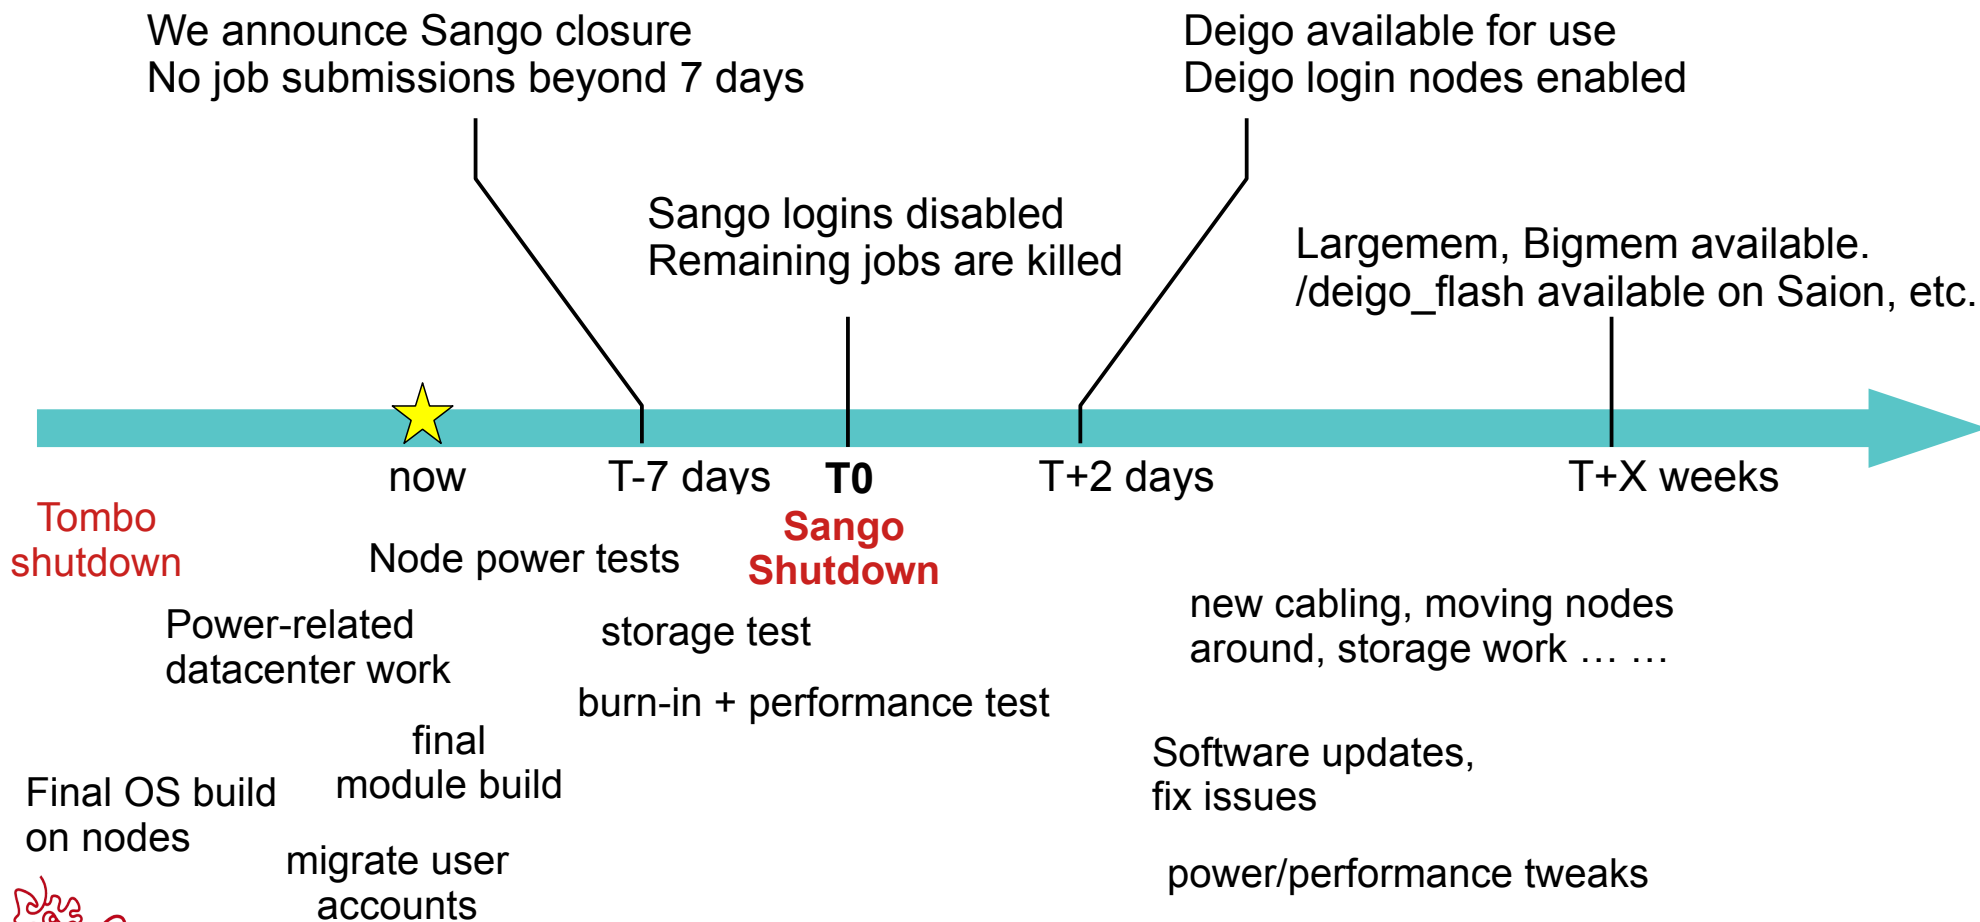 We announce Sango closure
No job submissions beyond 7 days
Deigo available for use
Deigo login nodes enabled
Sango logins disabled
Remaining jobs are killed
Largemem, Bigmem available.
/deigo_flash available on Saion, etc.
now
T-7 days
T0
T+2 days
T+X weeks
Tombo
shutdown
Sango
Shutdown
Node power tests
Power-related
datacenter work
storage test
new cabling, moving nodes
around, storage work … …
burn-in + performance test
final
module build
Software updates,
fix issues
Final OS build
on nodes
migrate user
accounts
power/performance tweaks